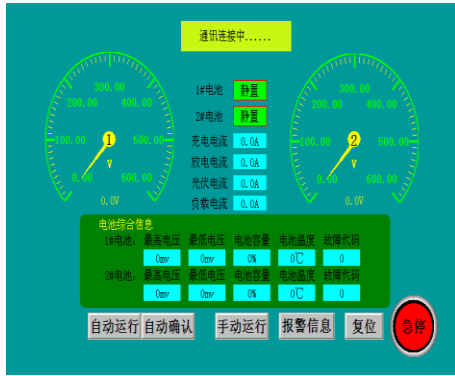 通讯连接中......
300.00
200.00 400.00
100.00 1 500.00
V
0.00 600.00
0.0V
1#电池 静置
2#电池 静置
充电电流 0.0A
放电电流 0.0A
光伏电流 0.0A
负载电流 0.0A
300.00
200.00 400.00
100.00 2 500.00
V
0.00 600.00
0.0V
电池综合信息
1#电池: 最高电压 最低电压 电池容量 电池温度 故障代码
0mv 0mv 0% 0℃ 0
2#电池: 最高电压 最低电压 电池容量 电池温度 故障代码
0mv 0mv 0% 0℃ 0
自动运行 自动确认 手动运行 报警信息 复位 急停